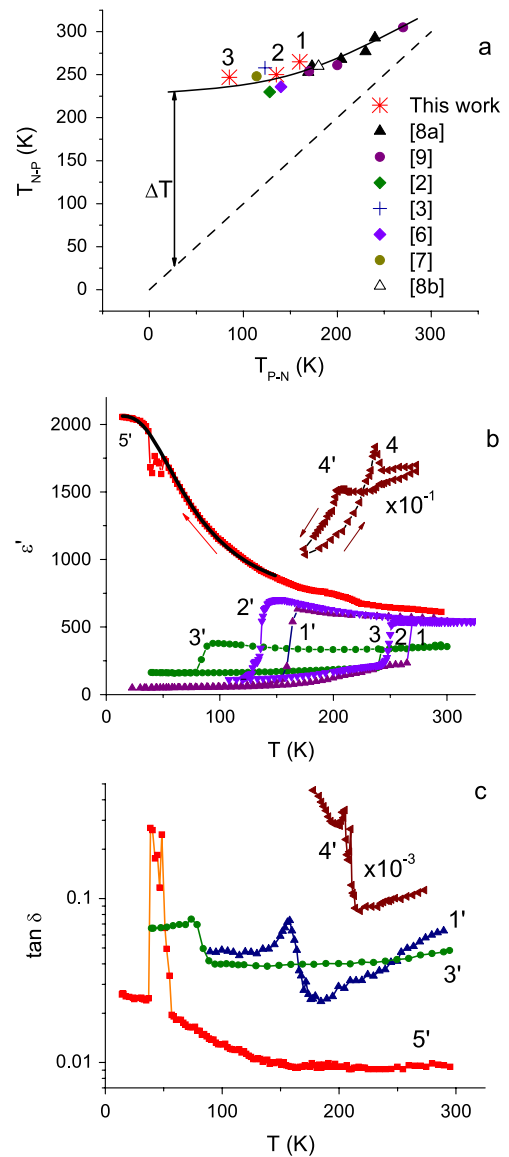 a
300
250
200
150
100
50
0
T_N-P (K)
3
2
1
ΔT
This work
[8a]
[9]
[2]
[3]
[6]
[7]
[8b]
0 100 200 300
T_P-N (K)
b
2000
1500
1000
500
0
ε'
5'
4
4'
x10^-1
2'
3'
1'
3 2 1
0 50 100 150 200 250 300
T (K)
c
0.1
0.01
tan δ
4'
x10^-3
1'
3'
5'
0 100 200 300
T (K)